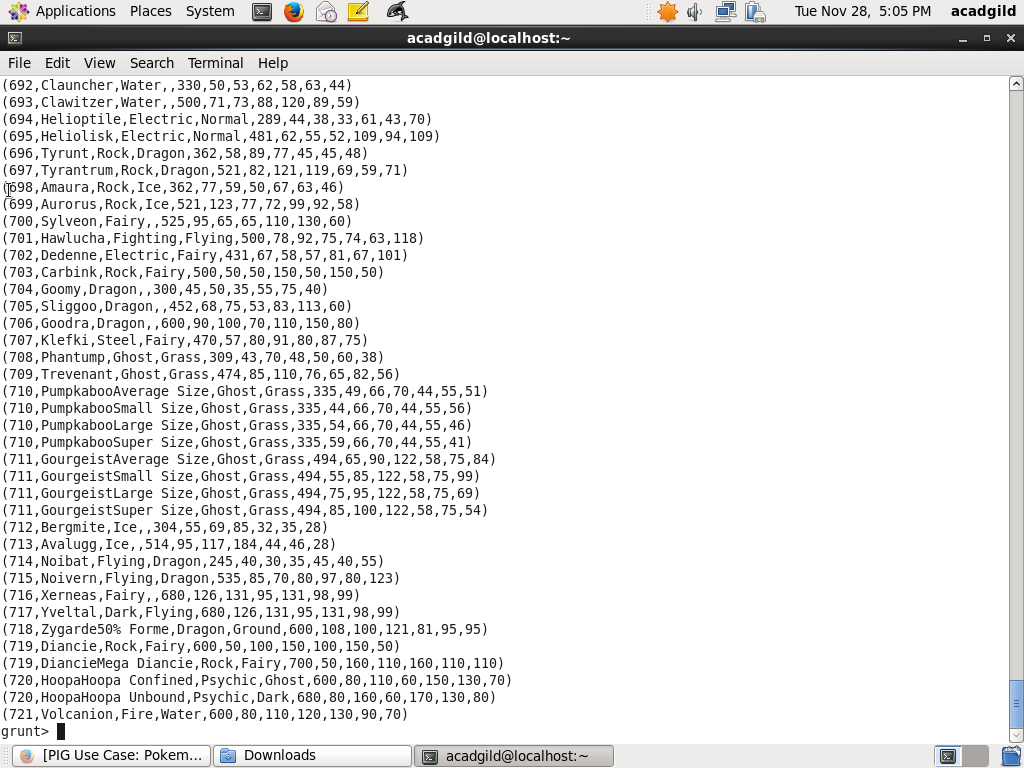 Applications Places System Tue Nov 28, 5:05 PM acadgild
acadgild@localhost:~
File Edit View Search Terminal Help
(692,Clauncher,Water,,330,50,53,62,58,63,44)
(693,Clawitzer,Water,,500,71,73,88,120,89,59)
(694,Helioptile,Electric,Normal,289,44,38,33,61,43,70)
(695,Heliolisk,Electric,Normal,481,62,55,52,109,94,109)
(696,Tyrunt,Rock,Dragon,362,58,89,77,45,45,48)
(697,Tyrantrum,Rock,Dragon,521,82,121,119,69,59,71)
(698,Amaura,Rock,Ice,362,77,59,50,67,63,46)
(699,Aurorus,Rock,Ice,521,123,77,72,99,92,58)
(700,Sylveon,Fairy,,525,95,65,65,110,130,60)
(701,Hawlucha,Fighting,Flying,500,78,92,75,74,63,118)
(702,Dedenne,Electric,Fairy,431,67,58,57,81,67,101)
(703,Carbink,Rock,Fairy,500,50,50,150,50,150,50)
(704,Goomy,Dragon,,300,45,50,35,55,75,40)
(705,Sliggoo,Dragon,,452,68,75,53,83,113,60)
(706,Goodra,Dragon,,600,90,100,70,110,150,80)
(707,Klefki,Steel,Fairy,470,57,80,91,80,87,75)
(708,Phantump,Ghost,Grass,309,43,70,48,50,60,38)
(709,Trevenant,Ghost,Grass,474,85,110,76,65,82,56)
(710,PumpkabooAverage Size,Ghost,Grass,335,49,66,70,44,55,51)
(710,PumpkabooSmall Size,Ghost,Grass,335,44,66,70,44,55,56)
(710,PumpkabooLarge Size,Ghost,Grass,335,54,66,70,44,55,46)
(710,PumpkabooSuper Size,Ghost,Grass,335,59,66,70,44,55,41)
(711,GourgeistAverage Size,Ghost,Grass,494,65,90,122,58,75,84)
(711,GourgeistSmall Size,Ghost,Grass,494,55,85,122,58,75,99)
(711,GourgeistLarge Size,Ghost,Grass,494,75,95,122,58,75,69)
(711,GourgeistSuper Size,Ghost,Grass,494,85,100,122,58,75,54)
(712,Bergmite,Ice,,304,55,69,85,32,35,28)
(713,Avalugg,Ice,,514,95,117,184,44,46,28)
(714,Noibat,Flying,Dragon,245,40,30,35,45,40,55)
(715,Noivern,Flying,Dragon,535,85,70,80,97,80,123)
(716,Xerneas,Fairy,,680,126,131,95,131,98,99)
(717,Yveltal,Dark,Flying,680,126,131,95,131,98,99)
(718,Zygarde50% Forme,Dragon,Ground,600,108,100,121,81,95,95)
(719,Diancie,Rock,Fairy,600,50,100,150,100,150,50)
(719,DiancieMega Diancie,Rock,Fairy,700,50,160,110,160,110,110)
(720,HoopaHoopa Confined,Psychic,Ghost,600,80,110,60,150,130,70)
(720,HoopaHoopa Unbound,Psychic,Dark,680,80,160,60,170,130,80)
(721,Volcanion,Fire,Water,600,80,110,120,130,90,70)
grunt>
[PIG Use Case: Pokem... Downloads acadgild@localhost:~